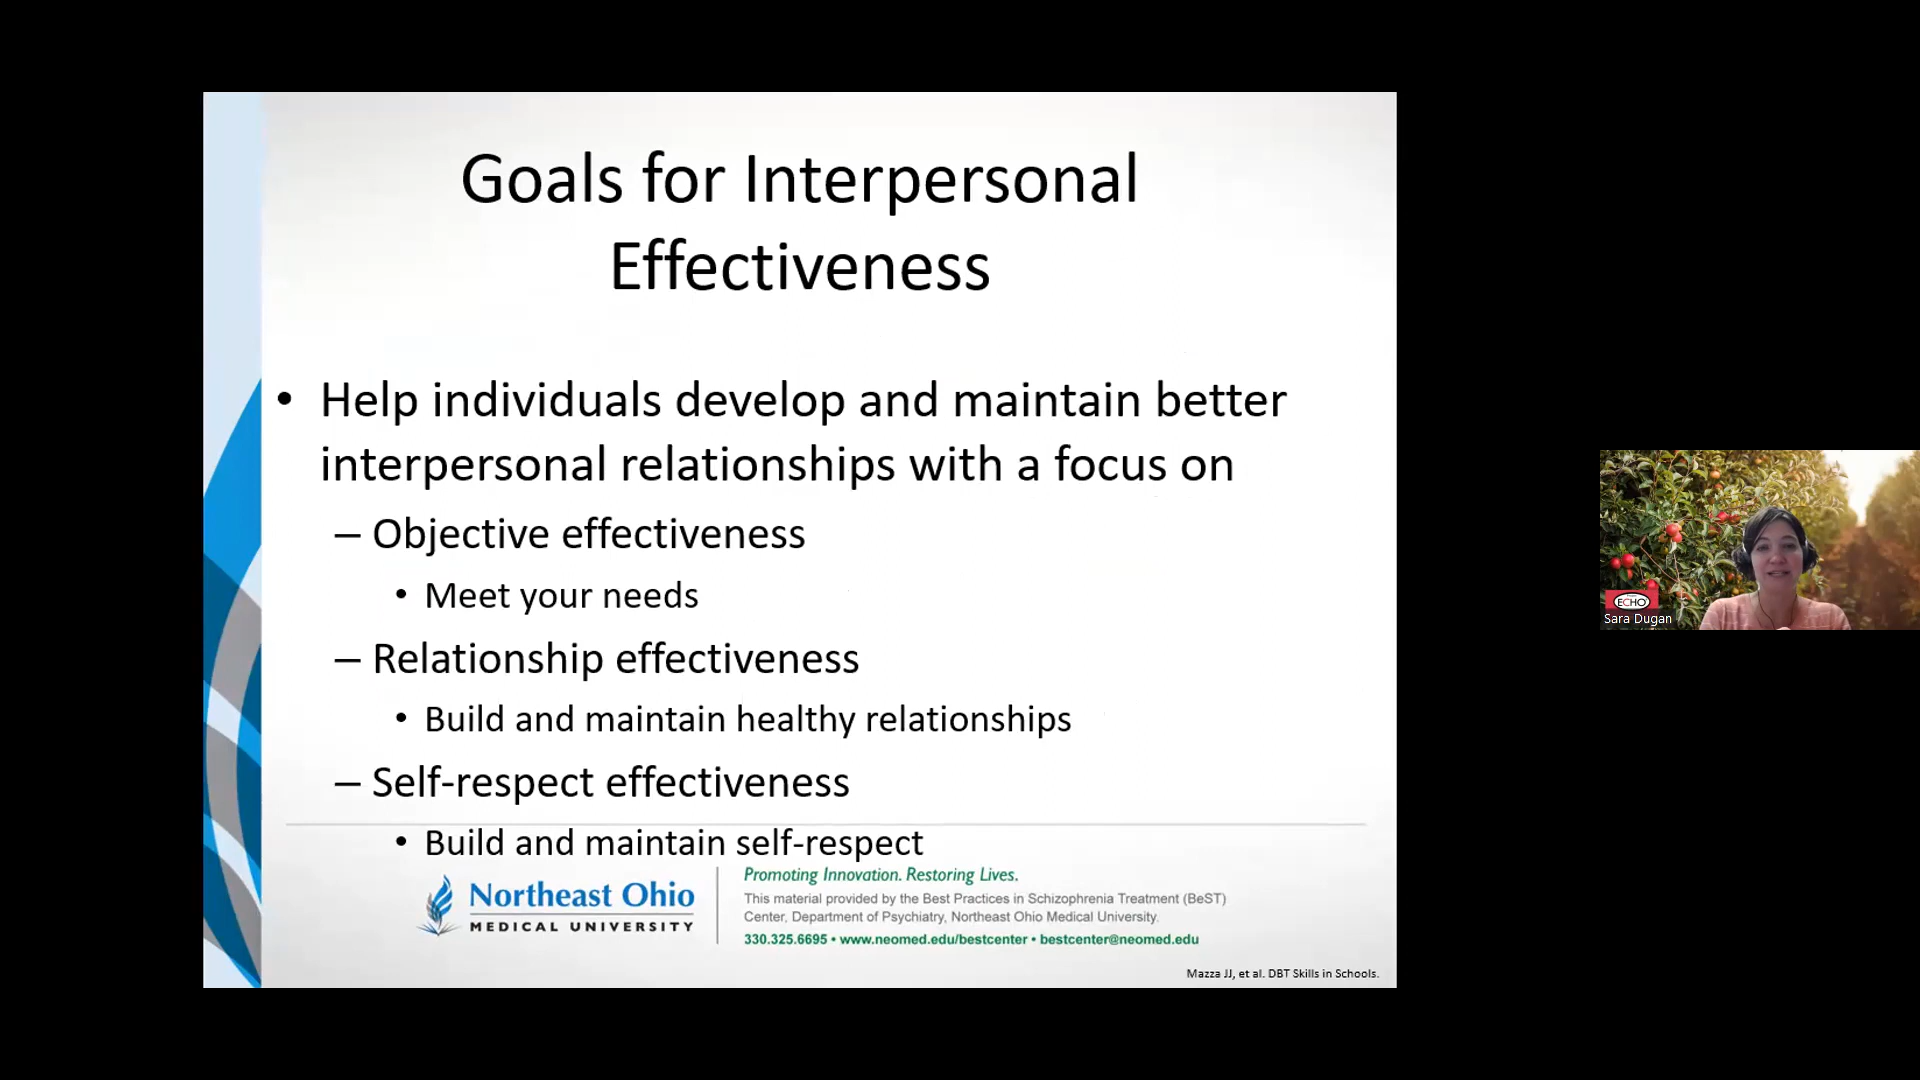 Goals for Interpersonal
Effectiveness
• Help individuals develop and maintain better
interpersonal relationships with a focus on
– Objective effectiveness
• Meet your needs
– Relationship effectiveness
• Build and maintain healthy relationships
– Self-respect effectiveness
• Build and maintain self-respect
Northeast Ohio
MEDICAL UNIVERSITY
Promoting Innovation. Restoring Lives.
This material provided by the Best Practices in Schizophrenia Treatment (BeST)
Center, Department of Psychiatry, Northeast Ohio Medical University.
330.325.6695 • www.neomed.edu/bestcenter • bestcenter@neomed.edu
Mazza JJ, et al. DBT Skills in Schools.
ECHO
Sara Dugan